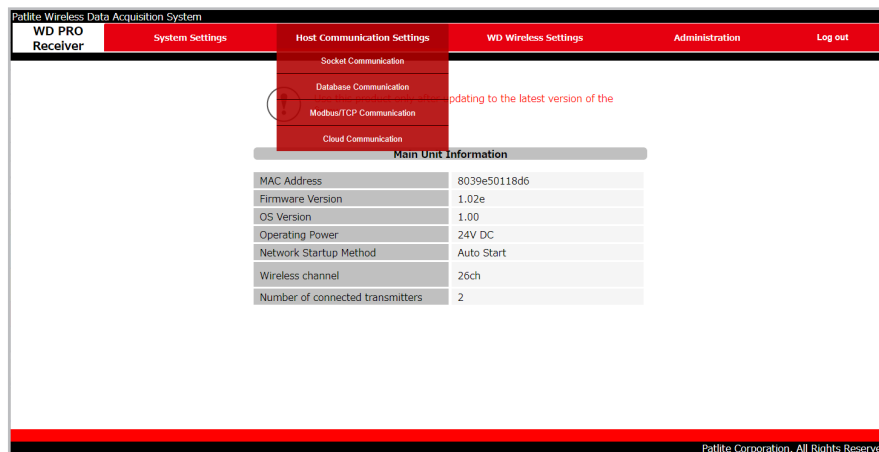 Patlite Wireless Data Acquisition System
WD PRO Receiver
System Settings
Host Communication Settings
WD Wireless Settings
Administration
Log out
Socket Communication
Database Communication
Modbus/TCP Communication
Cloud Communication
updating to the latest version of the
Main Unit Information
MAC Address 8039e50118d6
Firmware Version 1.02e
OS Version 1.00
Operating Power 24V DC
Network Startup Method Auto Start
Wireless channel 26ch
Number of connected transmitters 2
Patlite Corporation, All Rights Reserve